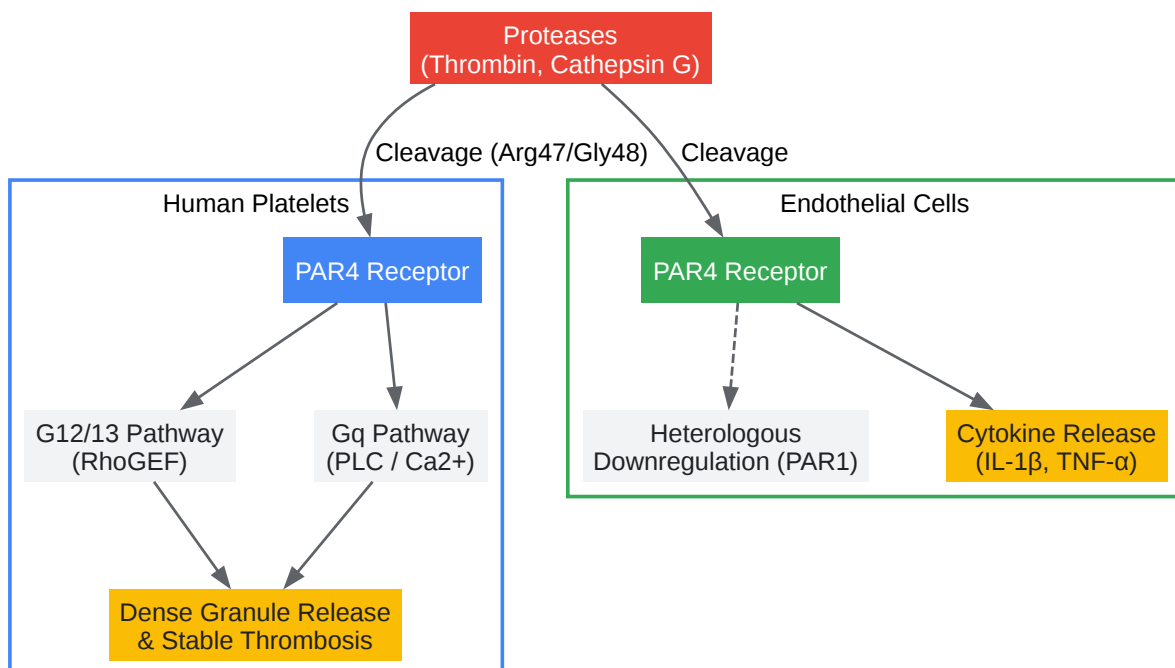 Proteases
(Thrombin, Cathepsin G)
Cleavage (Arg47/Gly48)
Cleavage
Human Platelets
Endothelial Cells
PAR4 Receptor
PAR4 Receptor
G12/13 Pathway
(RhoGEF)
Gq Pathway
(PLC / Ca2+)
Heterologous
Downregulation (PAR1)
Cytokine Release
(IL-1β, TNF-α)
Dense Granule Release
& Stable Thrombosis